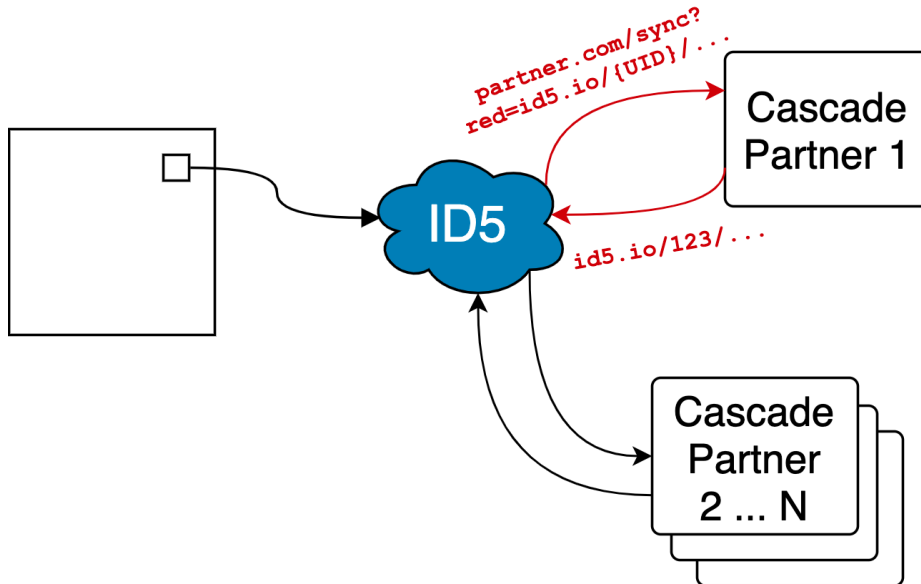 partner.com/sync?
red=id5.io/{UID}/...
Cascade
Partner 1
ID5
id5.io/123/...
Cascade
Partner
2 ... N